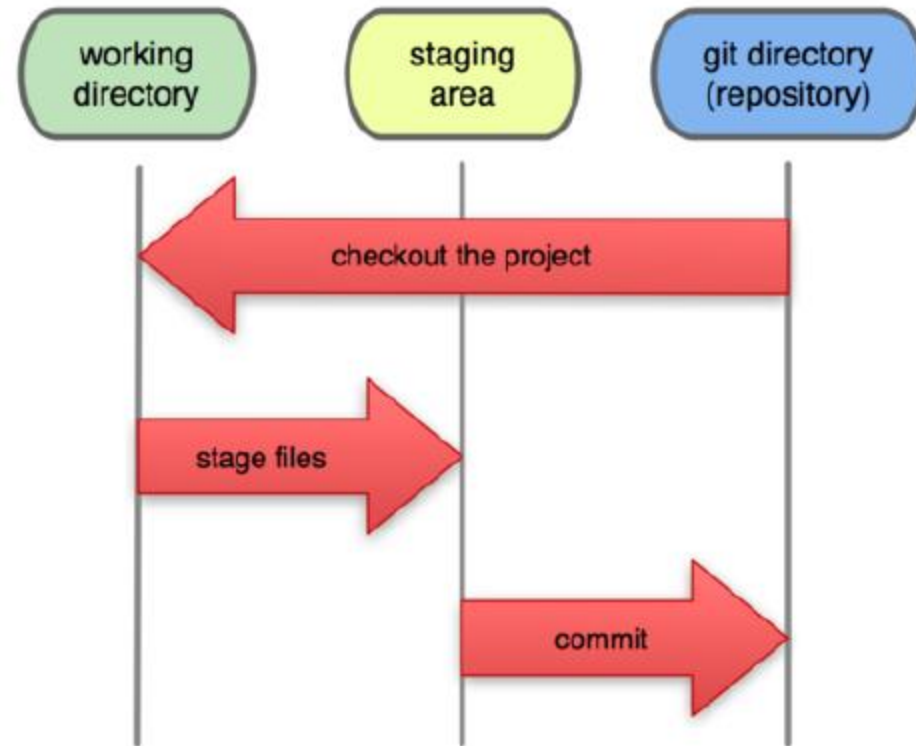 working
directory
staging
area
git directory
(repository)
checkout the project
stage files
commit